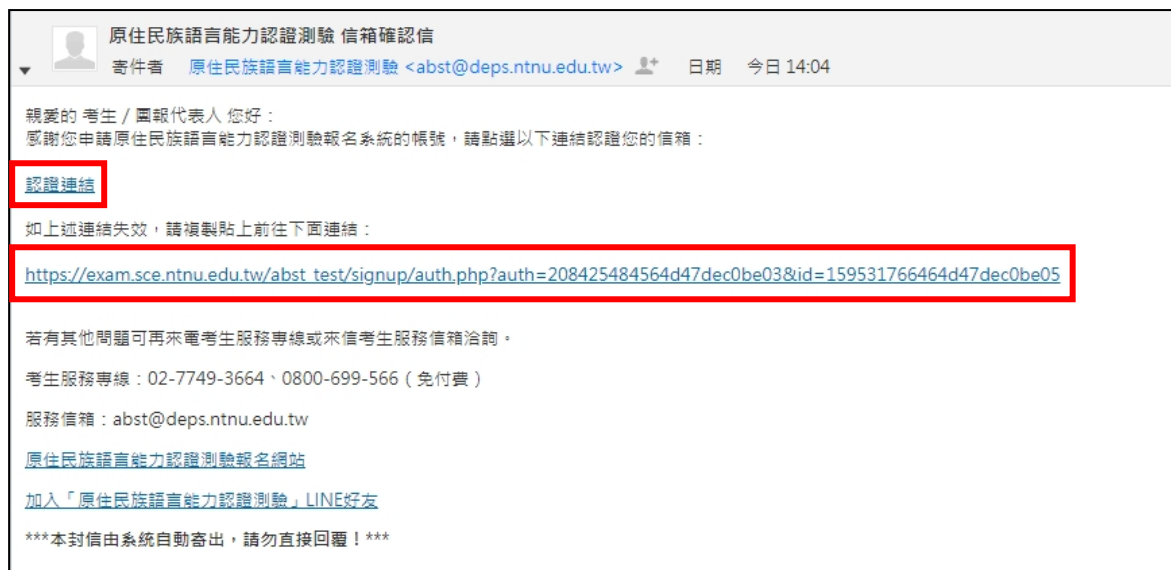 原住民族語言能力認證測驗 信箱確認信
寄件者 原住民族語言能力認證測驗 <abst@deps.ntnu.edu.tw> 日期 今日 14:04
親愛的 考生 / 團報代表人 您好：
感謝您申請原住民族語言能力認證測驗報名系統的帳號，請點選以下連結認證您的信箱：
認證連結
如上述連結失效，請複製貼上前往下面連結：
https://exam.sce.ntnu.edu.tw/abst_test/signup/auth.php?auth=208425484564d47dec0be03&id=159531766464d47dec0be05
若有其他問題可再來電考生服務專線或來信考生服務信箱洽詢。
考生服務專線：02-7749-3664、0800-699-566（免付費）
服務信箱：abst@deps.ntnu.edu.tw
原住民族語言能力認證測驗報名網站
加入「原住民族語言能力認證測驗」LINE好友
***本封信由系統自動寄出，請勿直接回覆！***